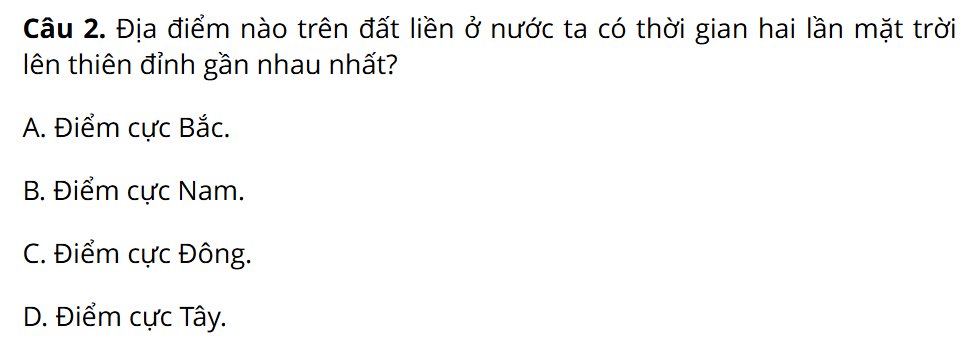 Câu 2. Địa điểm nào trên đất liền ở nước ta có thời gian hai lần mặt trời
lên thiên đỉnh gần nhau nhất?
A. Điểm cực Bắc.
B. Điểm cực Nam.
C. Điểm cực Đông.
D. Điểm cực Tây.